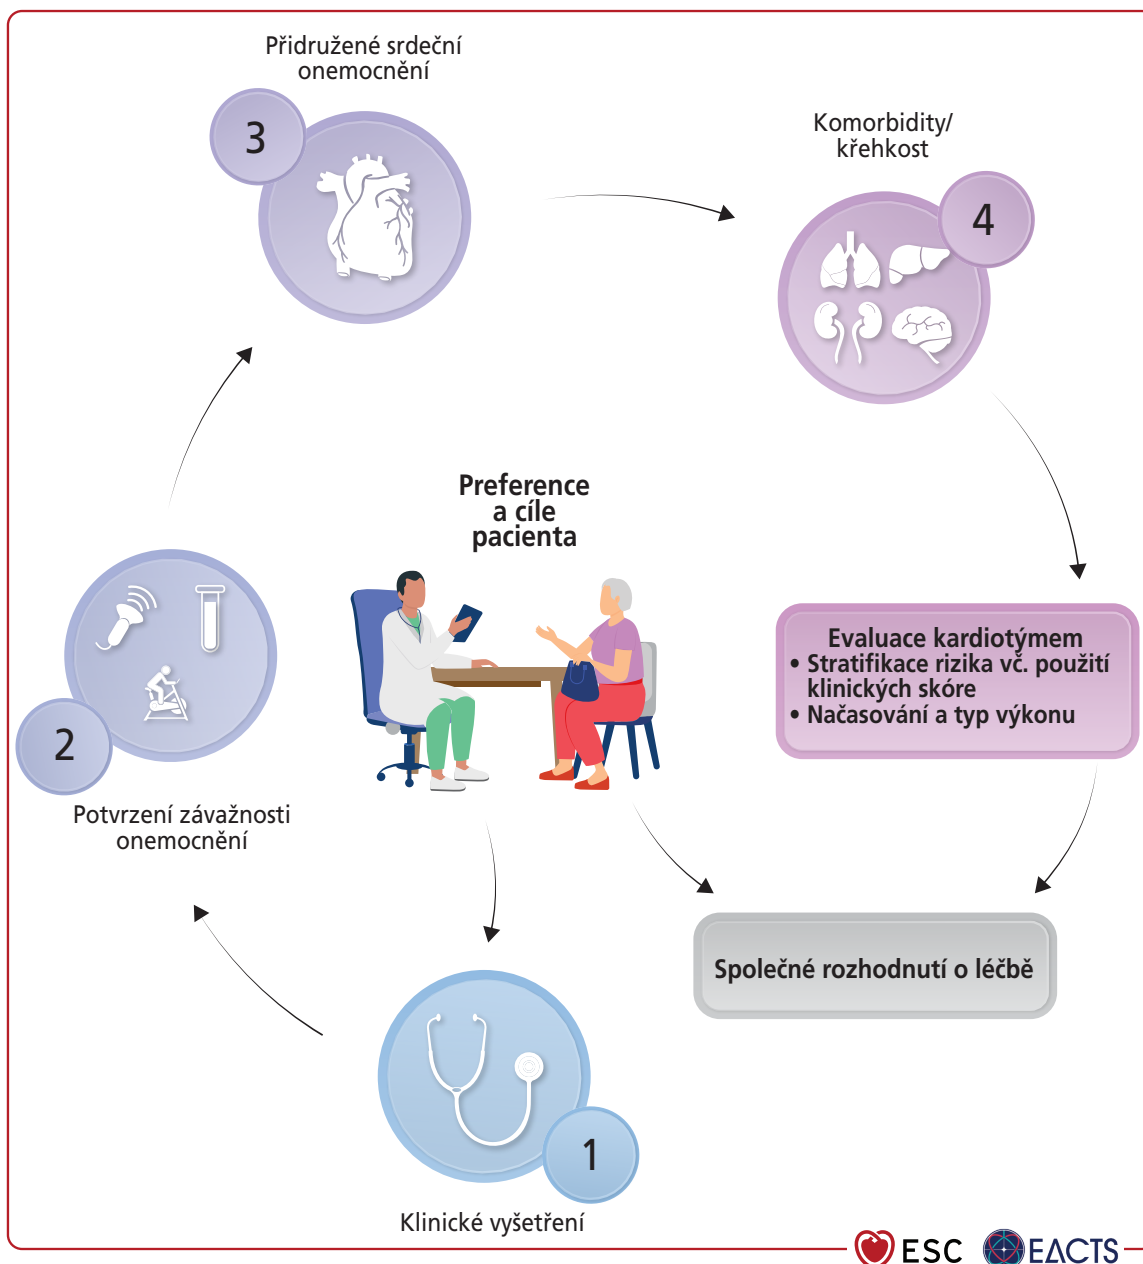 Přidružené srdeční
onemocnění
3
Komorbidity/
křehkost
4
Preference
a cíle
pacienta
Evaluace kardiotýmem
• Stratifikace rizika vč. použití
klinických skóre
• Načasování a typ výkonu
2
Potvrzení závažnosti
onemocnění
Společné rozhodnutí o léčbě
1
Klinické vyšetření
ESC
EACTS